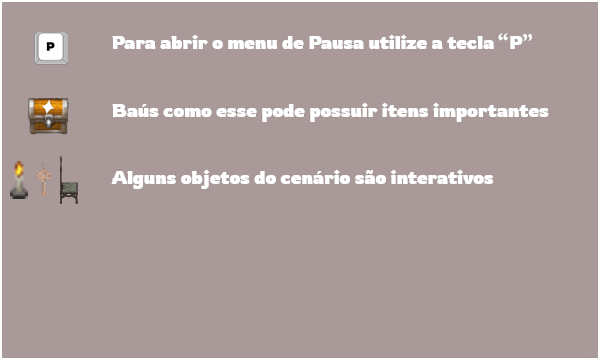 P Para abrir o menu de Pausa utilize a tecla “P”
Baús como esse pode possuir itens importantes
Alguns objetos do cenário são interativos